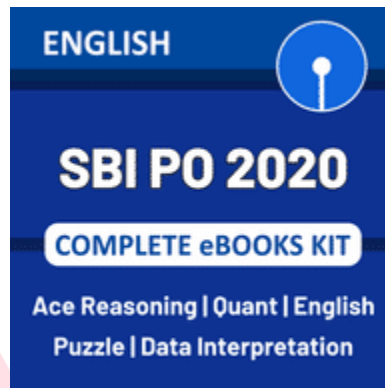 ENGLISH
SBI PO 2020
COMPLETE eBOOKS KIT
Ace Reasoning | Quant | English
Puzzle | Data Interpretation